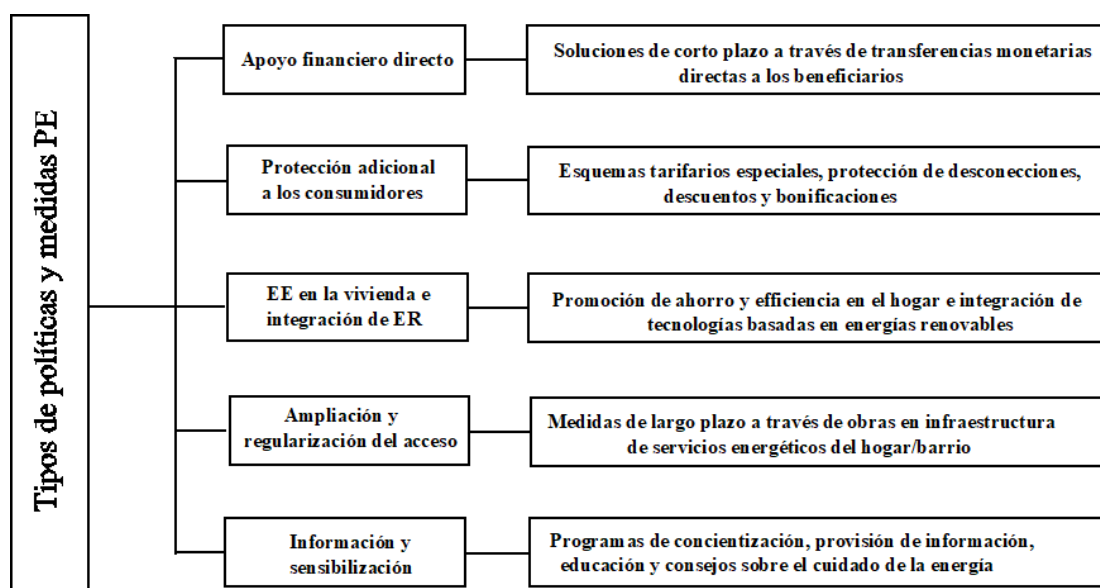 Tipos de políticas y medidas PE
Apoyo financiero directo
Soluciones de corto plazo a través de transferencias monetarias
directas a los beneficiarios
Protección adicional
a los consumidores
Esquemas tarifarios especiales, protección de desconecciones,
descuentos y bonificaciones
EE en la vivienda e
integración de ER
Promoción de ahorro y efficiencia en el hogar e integración de
tecnologías basadas en energías renovables
Ampliación y
regularización del acceso
Medidas de largo plazo a través de obras en infraestructura
de servicios energéticos del hogar/barrio
Información y
sensibilización
Programas de concientización, provisión de información,
educación y consejos sobre el cuidado de la energía